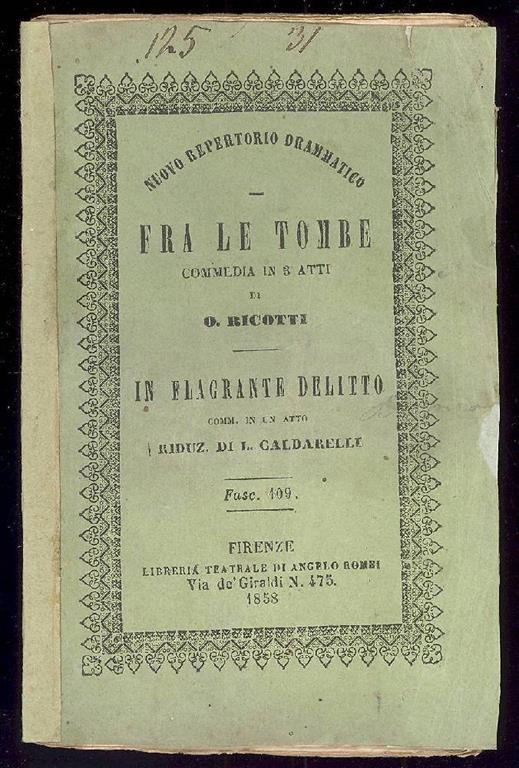 125 31
NUOVO REPERTORIO DRAMMATICO
FRA LE TOMBE
COMMEDIA IN 3 ATTI
DI
O. RICOTTI
IN FLAGRANTE DELITTO
COMM. IN UN ATTO
RIDUZ. DI L. CALDARELLI
Fasc. 109.
FIRENZE
LIBRERIA TEATRALE DI ANGELO ROMEI
Via de' Giraldi N. 475.
1858